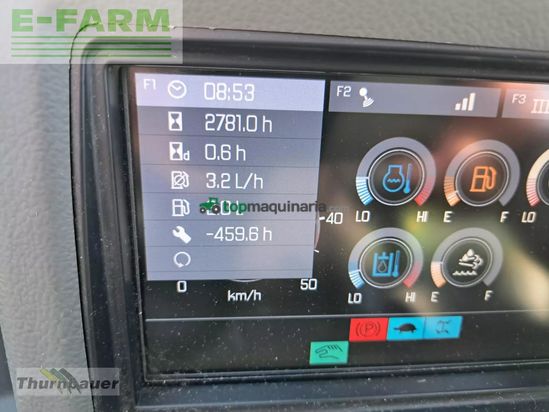 E-FARM
F1 08:53
F2
F3
2781.0 h
d 0.6 h
3.2 L/h
topmaquinaria.com
-40
-459.6 h
0 50
km/h
LO HI E F
LO HI E F
(P)
Thurnbauer